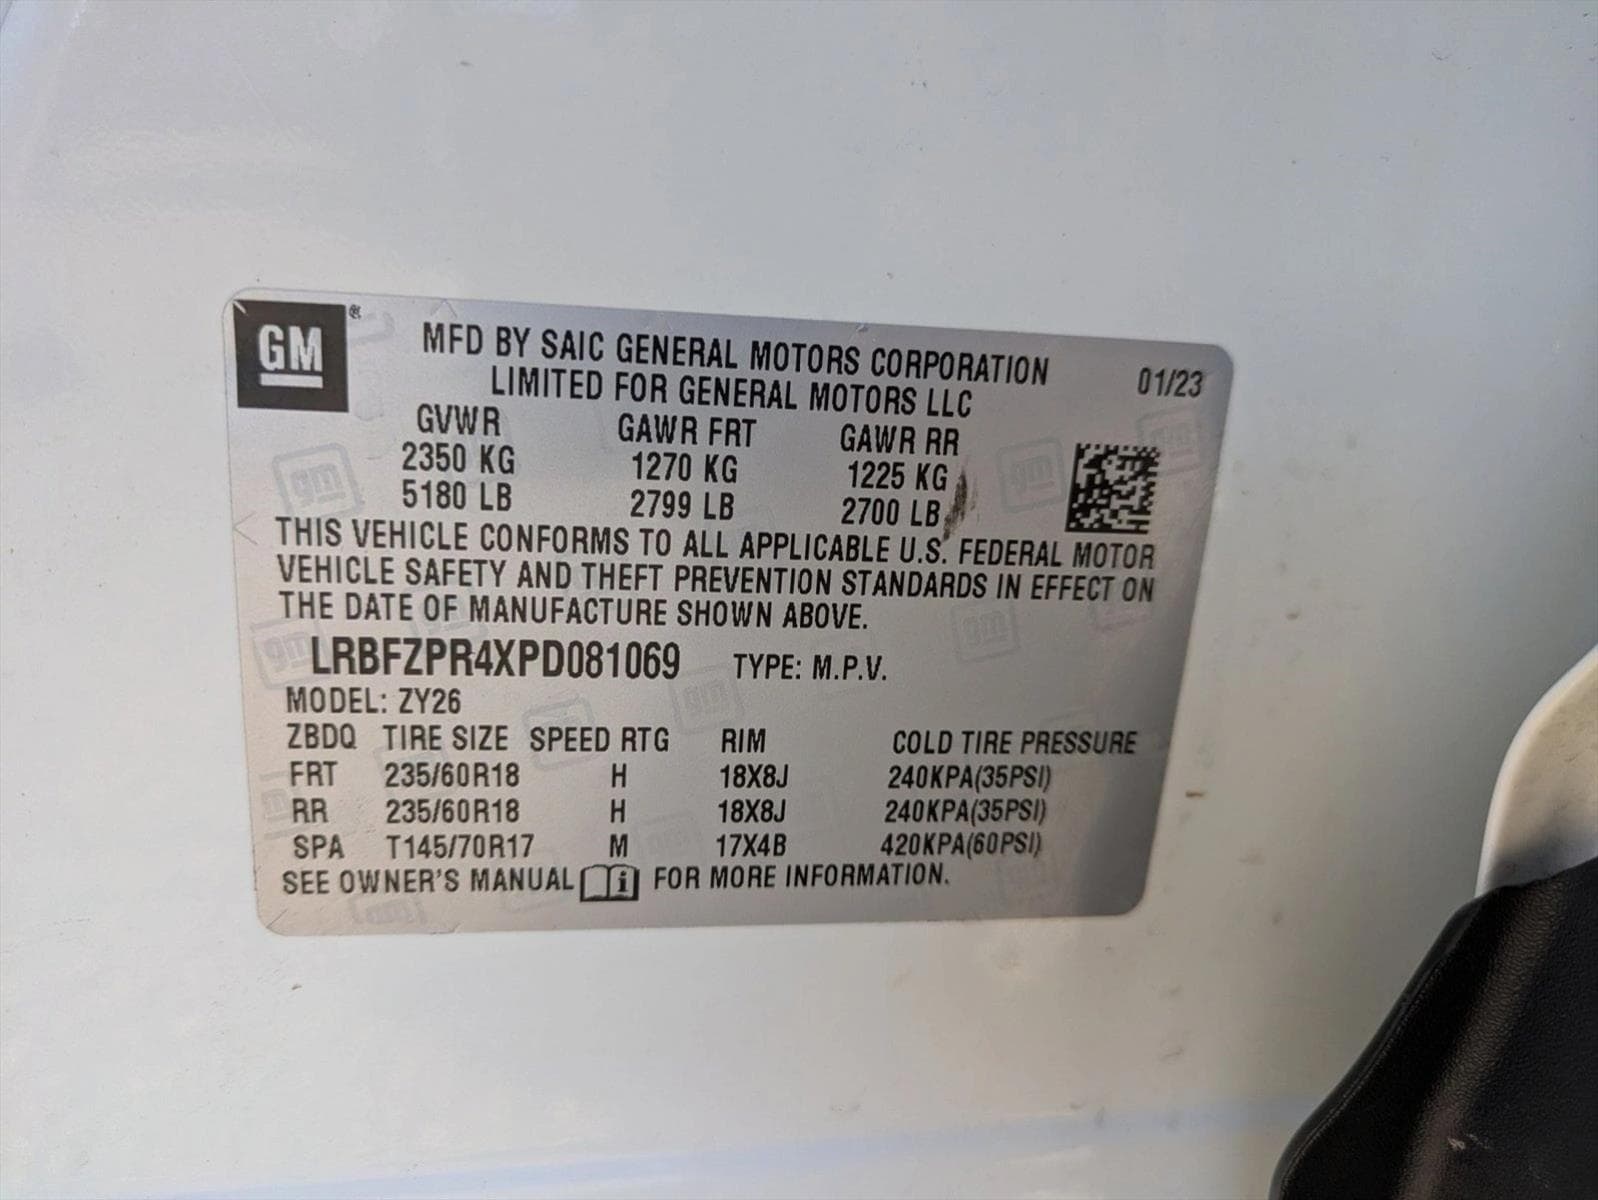 GM ®
MFD BY SAIC GENERAL MOTORS CORPORATION
LIMITED FOR GENERAL MOTORS LLC
01/23
GVWR GAWR FRT GAWR RR
2350 KG 1270 KG 1225 KG
5180 LB 2799 LB 2700 LB
THIS VEHICLE CONFORMS TO ALL APPLICABLE U.S. FEDERAL MOTOR
VEHICLE SAFETY AND THEFT PREVENTION STANDARDS IN EFFECT ON
THE DATE OF MANUFACTURE SHOWN ABOVE.
LRBFZPR4XPD081069 TYPE: M.P.V.
MODEL: ZY26
ZBDQ TIRE SIZE SPEED RTG RIM COLD TIRE PRESSURE
FRT 235/60R18 H 18X8J 240KPA(35PSI)
RR 235/60R18 H 18X8J 240KPA(35PSI)
SPA T145/70R17 M 17X4B 420KPA(60PSI)
SEE OWNER'S MANUAL i FOR MORE INFORMATION.